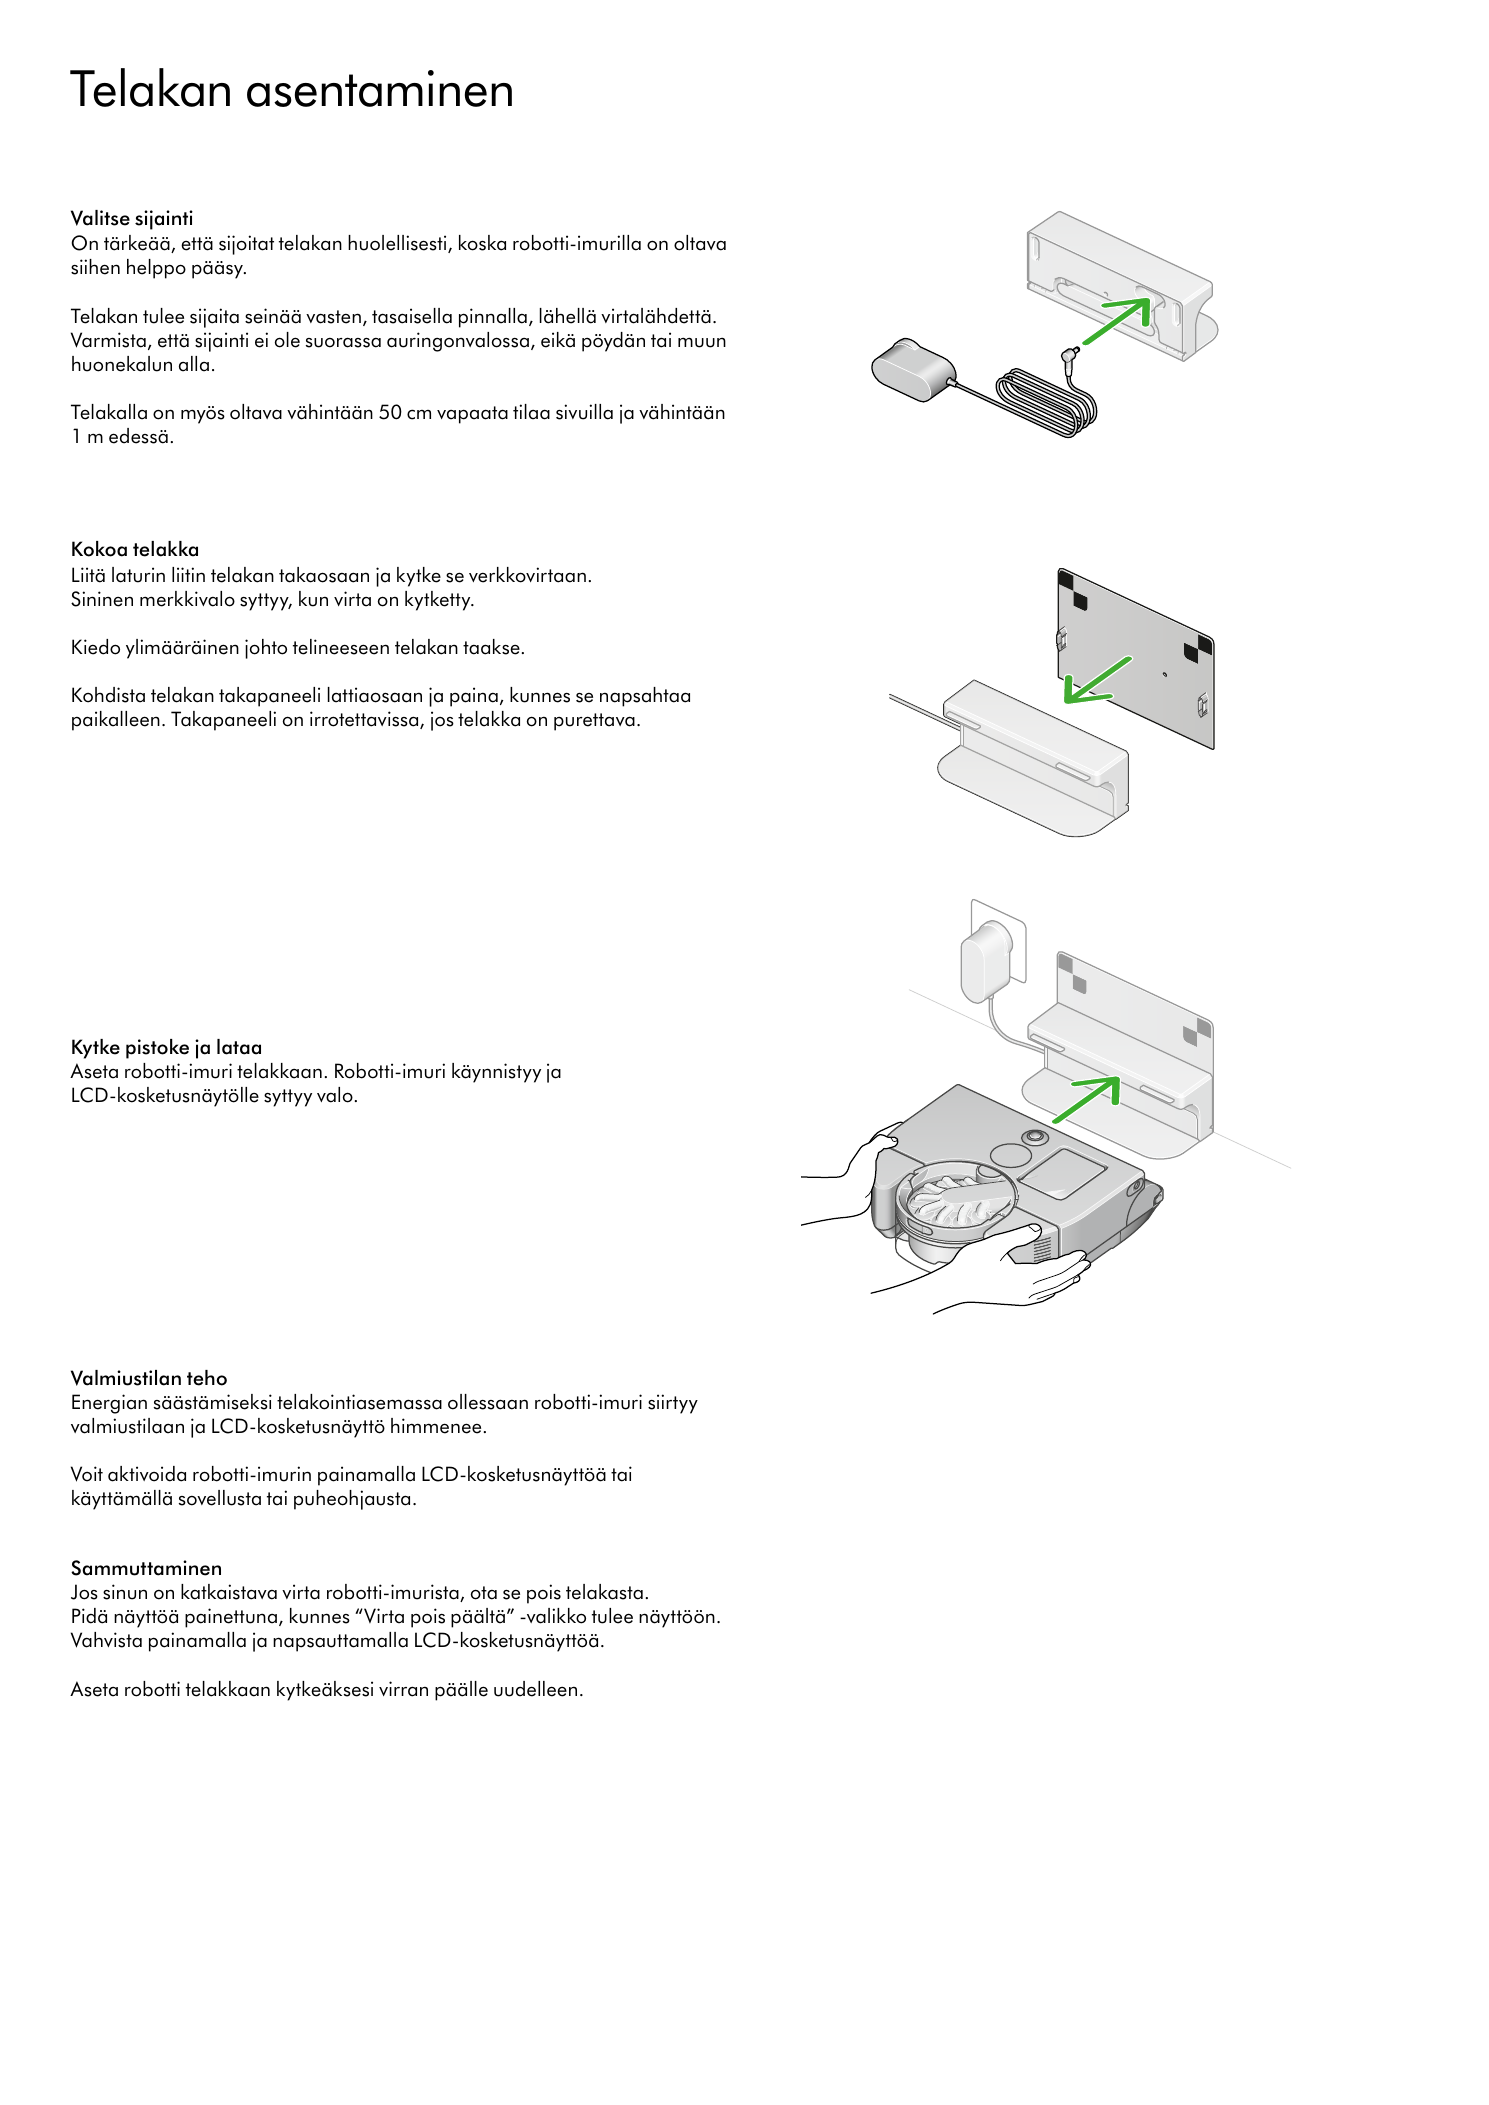 Telakan asentaminen
Valitse sijainti
On tärkeää, että sijoitat telakan huolellisesti, koska robotti-imurilla on oltava
siihen helppo pääsy.
Telakan tulee sijaita seinää vasten, tasaisella pinnalla, lähellä virtalähdettä.
Varmista, että sijainti ei ole suorassa auringonvalossa, eikä pöydän tai muun
huonekalun alla.
Telakalla on myös oltava vähintään 50 cm vapaata tilaa sivuilla ja vähintään
1 m edessä.
Kokoa telakka
Liitä laturin liitin telakan takaosaan ja kytke se verkkovirtaan.
Sininen merkkivalo syttyy, kun virta on kytketty.
Kiedo ylimääräinen johto telineeseen telakan taakse.
Kohdista telakan takapaneeli lattiaosaan ja paina, kunnes se napsahtaa
paikalleen. Takapaneeli on irrotettavissa, jos telakka on purettava.
Kytke pistoke ja lataa
Aseta robotti-imuri telakkaan. Robotti-imuri käynnistyy ja
LCD-kosketusnäytölle syttyy valo.
Valmiustilan teho
Energian säästämiseksi telakointiasemassa ollessaan robotti-imuri siirtyy
valmiustilaan ja LCD-kosketusnäyttö himmenee.
Voit aktivoida robotti-imurin painamalla LCD-kosketusnäyttöä tai
käyttämällä sovellusta tai puheohjausta.
Sammuttaminen
Jos sinun on katkaistava virta robotti-imurista, ota se pois telakasta.
Pidä näyttöä painettuna, kunnes “Virta pois päältä” -valikko tulee näyttöön.
Vahvista painamalla ja napsauttamalla LCD-kosketusnäyttöä.
Aseta robotti telakkaan kytkeäksesi virran päälle uudelleen.